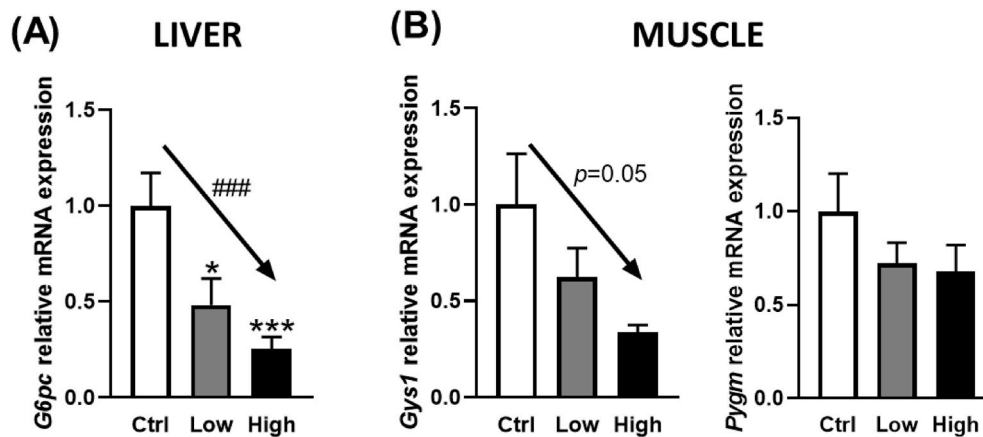 (A) LIVER
G6pc relative mRNA expression
1.5
1.0
0.5
0.0
###
*
***
Ctrl Low High
(B) MUSCLE
Gys1 relative mRNA expression
1.5
1.0
0.5
0.0
p=0.05
Ctrl Low High
Pygm relative mRNA expression
1.5
1.0
0.5
0.0
Ctrl Low High